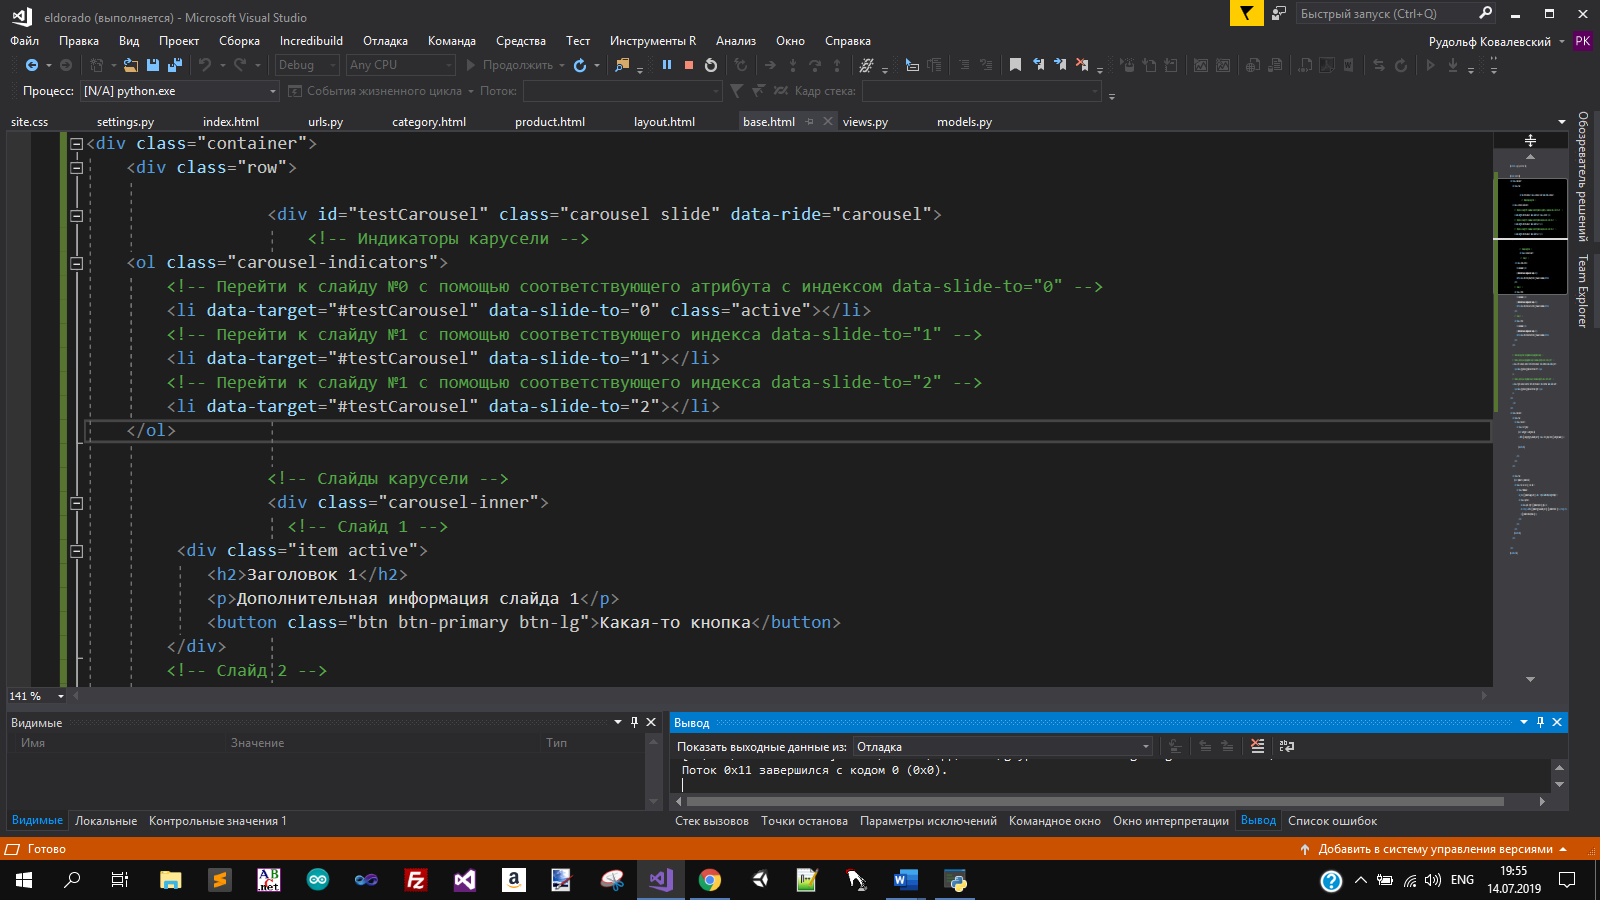 eldorado (выполняется) - Microsoft Visual Studio
Быстрый запуск (Ctrl+Q)
Файл Правка Вид Проект Сборка Incredibuild Отладка Команда Средства Тест Инструменты R Анализ Окно Справка
Рудольф Ковалевский РК
Debug Any CPU Продолжить
Процесс: [N/A] python.exe События жизненного цикла Поток: Кадр стека:
site.css settings.py index.html urls.py category.html product.html layout.html base.html views.py models.py
<div class="container">
<div class="row">
<div id="testCarousel" class="carousel slide" data-ride="carousel">
<!-- Индикаторы карусели -->
<ol class="carousel-indicators">
<!-- Перейти к слайду №0 с помощью соответствующего атрибута с индексом data-slide-to="0" -->
<li data-target="#testCarousel" data-slide-to="0" class="active"></li>
<!-- Перейти к слайду №1 с помощью соответствующего индекса data-slide-to="1" -->
<li data-target="#testCarousel" data-slide-to="1"></li>
<!-- Перейти к слайду №1 с помощью соответствующего индекса data-slide-to="2" -->
<li data-target="#testCarousel" data-slide-to="2"></li>
</ol>
<!-- Слайды карусели -->
<div class="carousel-inner">
<!-- Слайд 1 -->
<div class="item active">
<h2>Заголовок 1</h2>
<p>Дополнительная информация слайда 1</p>
<button class="btn btn-primary btn-lg">Какая-то кнопка</button>
</div>
<!-- Слайд 2 -->
141 %
Обозреватель решений
Team Explorer
Видимые
Имя Значение Тип
Видимые Локальные Контрольные значения 1
Вывод
Показать выходные данные из: Отладка
Поток 0x11 завершился с кодом 0 (0x0).
Стек вызовов Точки останова Параметры исключений Командное окно Окно интерпретации Вывод Список ошибок
Готово
Добавить в систему управления версиями
ENG
19:55
14.07.2019